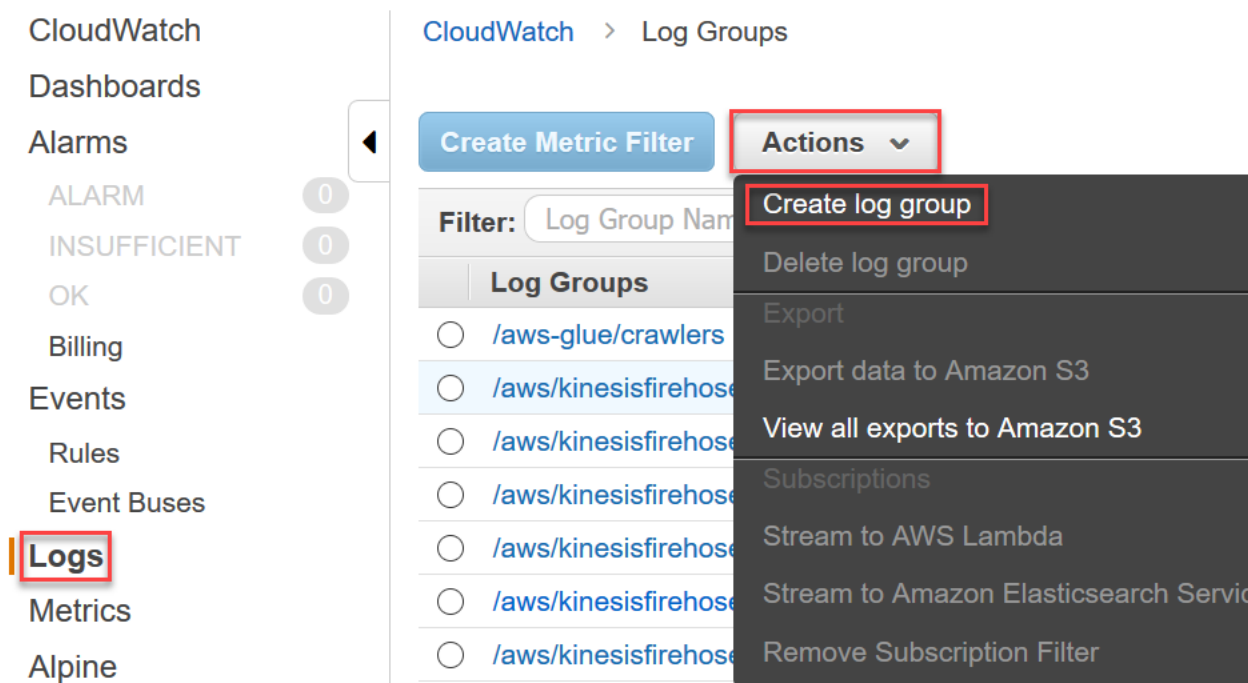 CloudWatch
Dashboards
Alarms
ALARM 0
INSUFFICIENT 0
OK 0
Billing
Events
Rules
Event Buses
Logs
Metrics
Alpine
CloudWatch > Log Groups
Create Metric Filter
Actions
Filter: Log Group Nam
Log Groups
/aws-glue/crawlers
/aws/kinesisfirehose
/aws/kinesisfirehose
/aws/kinesisfirehose
/aws/kinesisfirehose
/aws/kinesisfirehose
/aws/kinesisfirehose
Create log group
Delete log group
Export
Export data to Amazon S3
View all exports to Amazon S3
Subscriptions
Stream to AWS Lambda
Stream to Amazon Elasticsearch Servic
Remove Subscription Filter